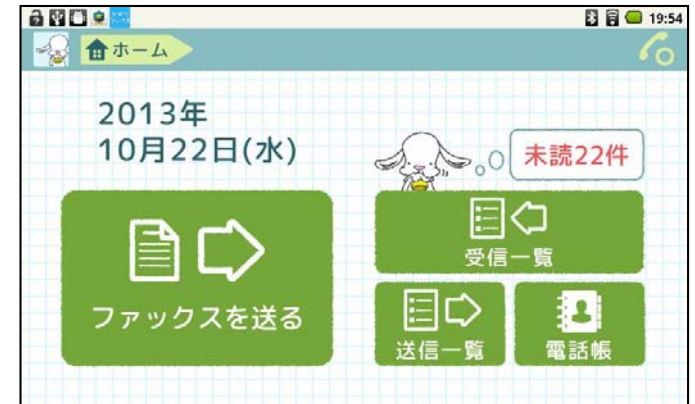 19:54
ホーム
2013年
10月22日(水)
未読22件
ファックスを送る
受信一覧
送信一覧
電話帳